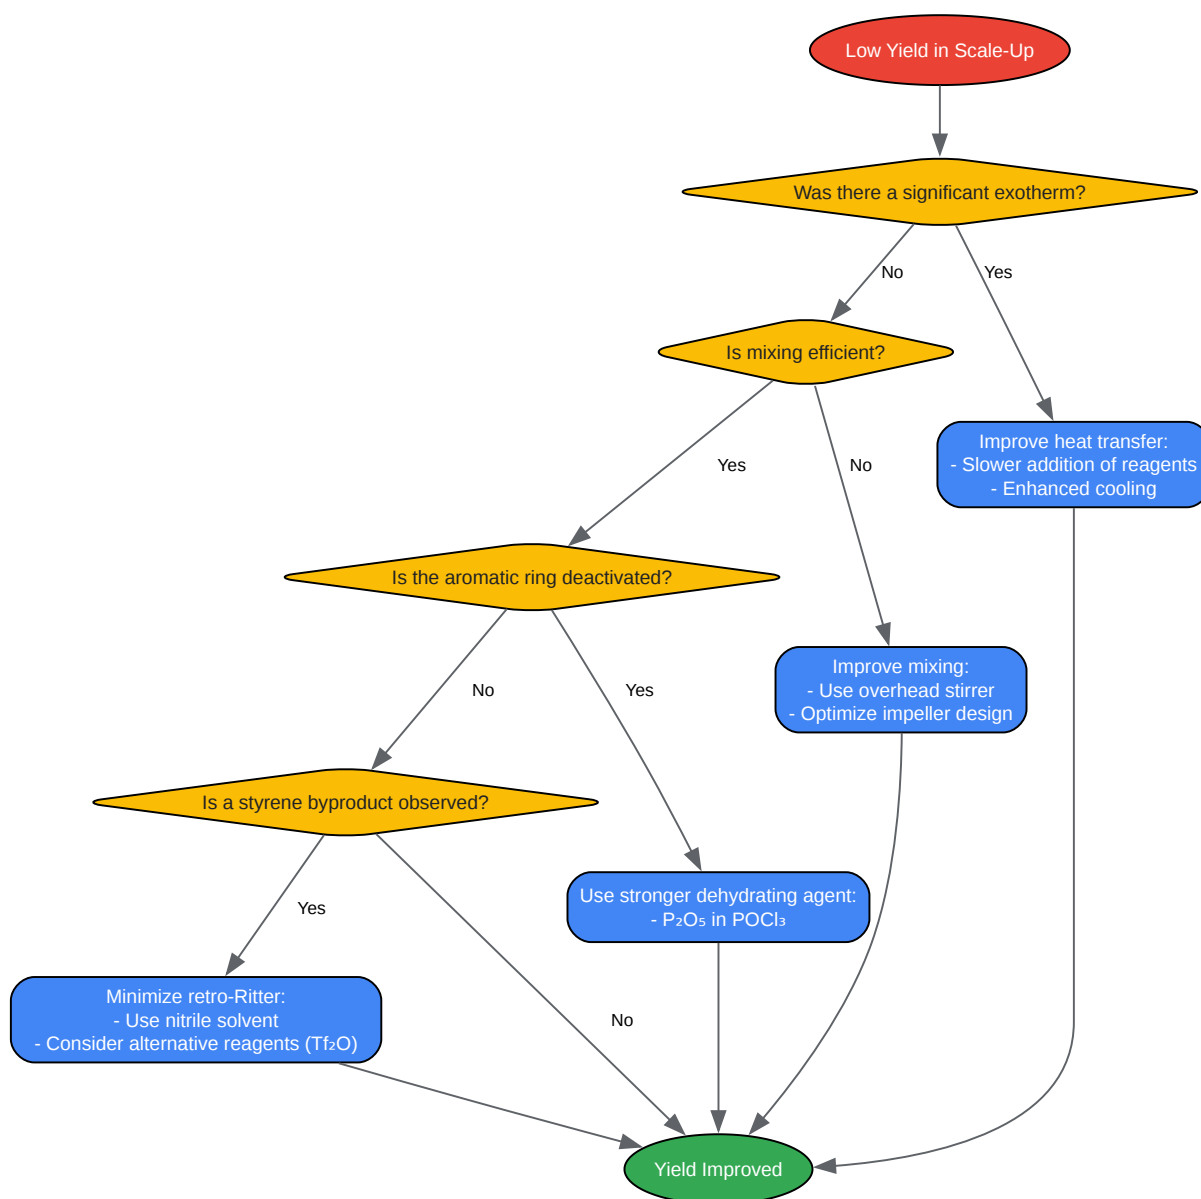 Low Yield in Scale-Up
Was there a significant exotherm?
No
Yes
Is mixing efficient?
Improve heat transfer:
- Slower addition of reagents
- Enhanced cooling
Yes
No
Is the aromatic ring deactivated?
Improve mixing:
- Use overhead stirrer
- Optimize impeller design
No
Yes
Is a styrene byproduct observed?
Use stronger dehydrating agent:
- P₂O₅ in POCl₃
Yes
No
Minimize retro-Ritter:
- Use nitrile solvent
- Consider alternative reagents (Tf₂O)
Yield Improved